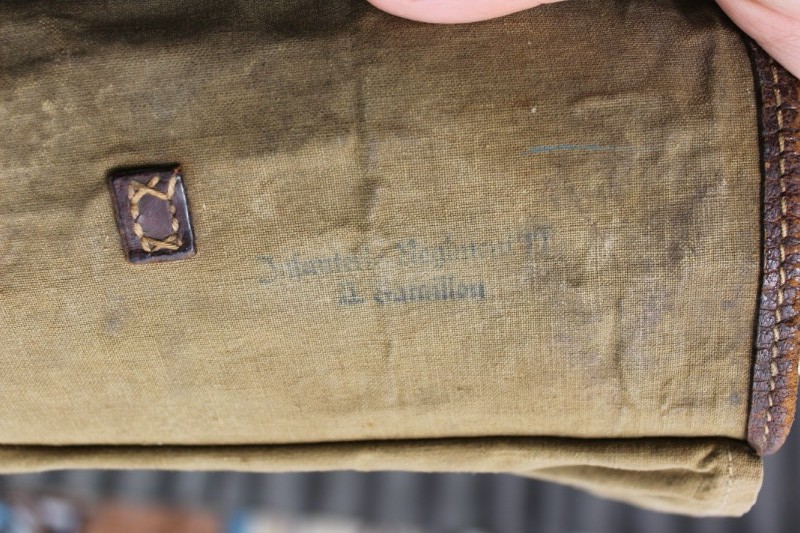 Infanterie-Regiment 77
II. Bataillon